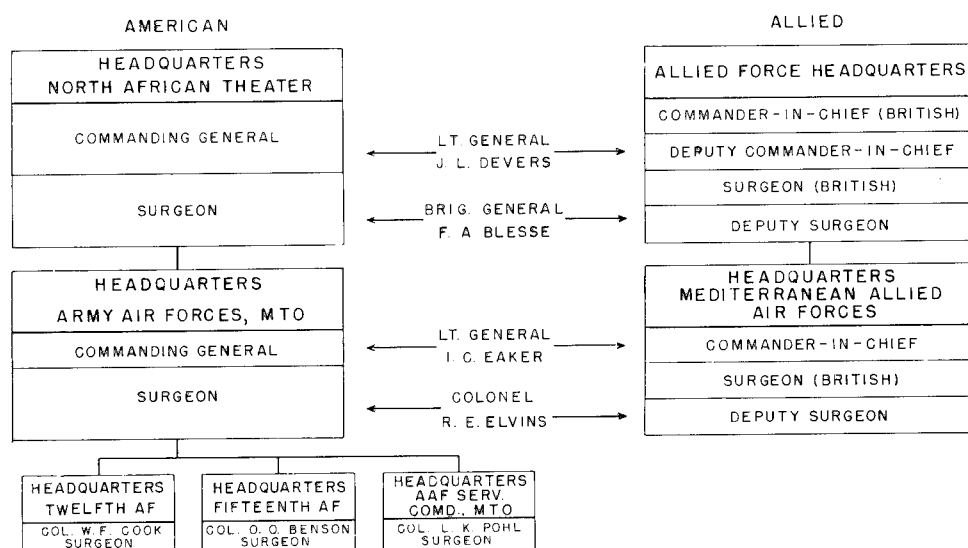 AMERICAN
ALLIED
HEADQUARTERS
NORTH AFRICAN THEATER
COMMANDING GENERAL
SURGEON
LT. GENERAL
J. L. DEVERS
BRIG. GENERAL
F. A BLESSE
ALLIED FORCE HEADQUARTERS
COMMANDER-IN-CHIEF (BRITISH)
DEPUTY COMMANDER-IN-CHIEF
SURGEON (BRITISH)
DEPUTY SURGEON
HEADQUARTERS
ARMY AIR FORCES, MTO
COMMANDING GENERAL
SURGEON
LT. GENERAL
I. C. EAKER
COLONEL
R. E. ELVINS
HEADQUARTERS
MEDITERRANEAN ALLIED
AIR FORCES
COMMANDER-IN-CHIEF
SURGEON (BRITISH)
DEPUTY SURGEON
HEADQUARTERS
TWELFTH AF
COL. W. F. COOK
SURGEON
HEADQUARTERS
FIFTEENTH AF
COL. O. O. BENSON
SURGEON
HEADQUARTERS
AAF SERV.
COMD., MTO
COL. L. K. POHL
SURGEON